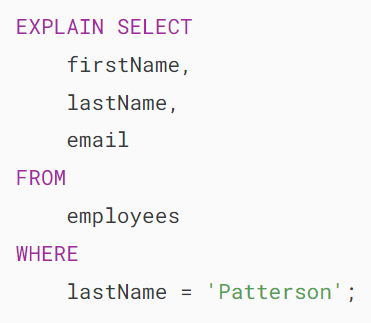 EXPLAIN SELECT
    firstName,
    lastName,
    email
FROM
    employees
WHERE
    lastName = 'Patterson';